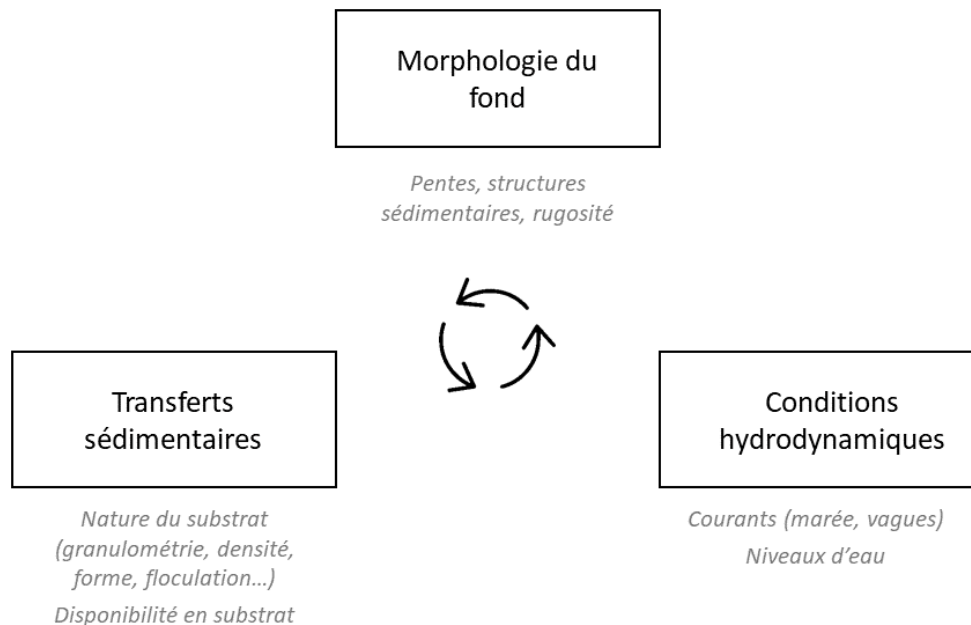 Morphologie du
fond
Pentes, structures
sédimentaires, rugosité
Transferts
sédimentaires
Nature du substrat
(granulométrie, densité,
forme, floculation…)
Disponibilité en substrat
Conditions
hydrodynamiques
Courants (marée, vagues)
Niveaux d’eau